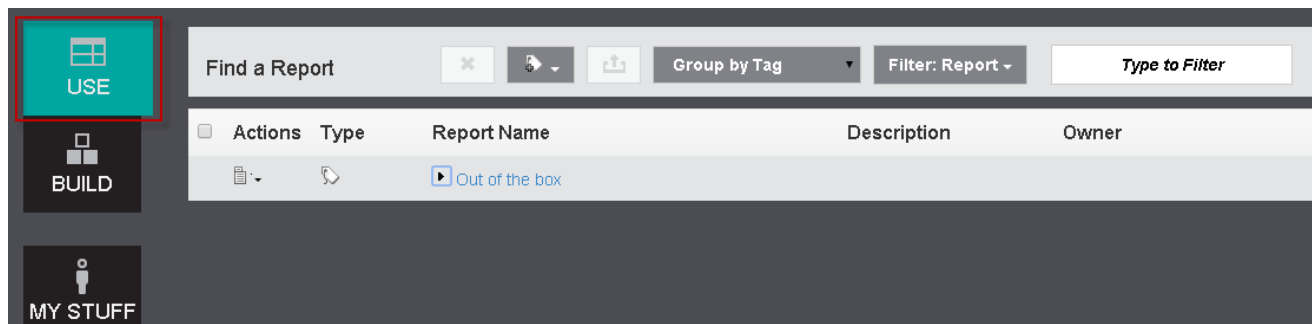 USE
BUILD
MY STUFF
Find a Report Group by Tag Filter: Report Type to Filter
Actions Type Report Name Description Owner
Out of the box